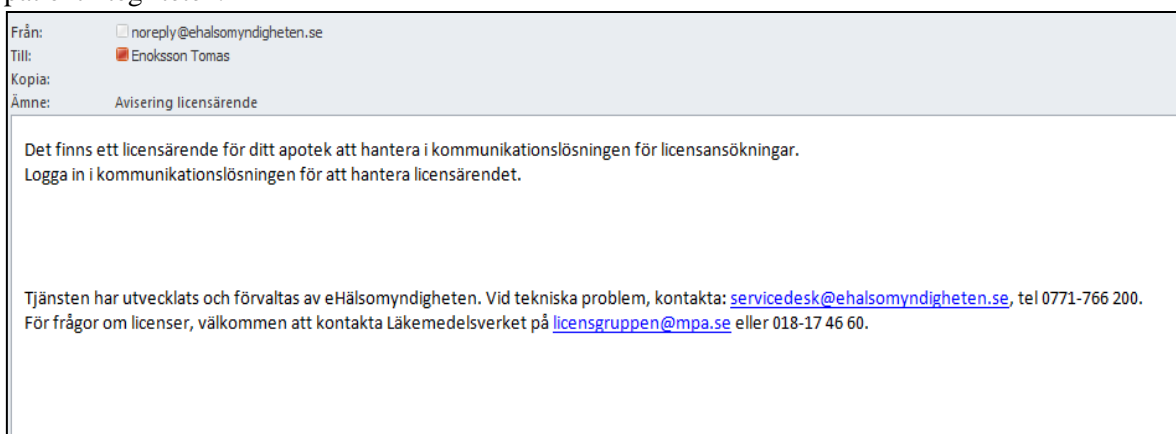 Från: noreply@ehalsomyndigheten.se
Till: Enoksson Tomas
Kopia:
Ämne: Avisering licensärende
Det finns ett licensärende för ditt apotek att hantera i kommunikationslösningen för licensansökningar.
Logga in i kommunikationslösningen för att hantera licensärendet.
Tjänsten har utvecklats och förvaltas av eHälsomyndigheten. Vid tekniska problem, kontakta: servicedesk@ehalsomyndigheten.se, tel 0771-766 200.
För frågor om licenser, välkommen att kontakta Läkemedelsverket på licensgruppen@mpa.se eller 018-17 46 60.